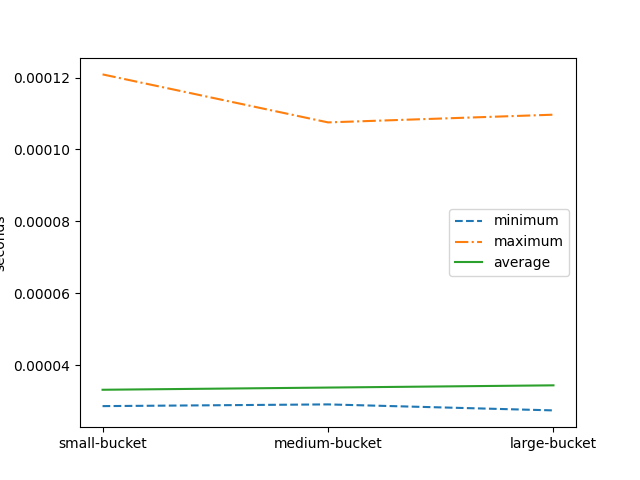 0.00012
0.00010
0.00008
0.00006
0.00004
seconds
minimum
maximum
average
small-bucket
medium-bucket
large-bucket